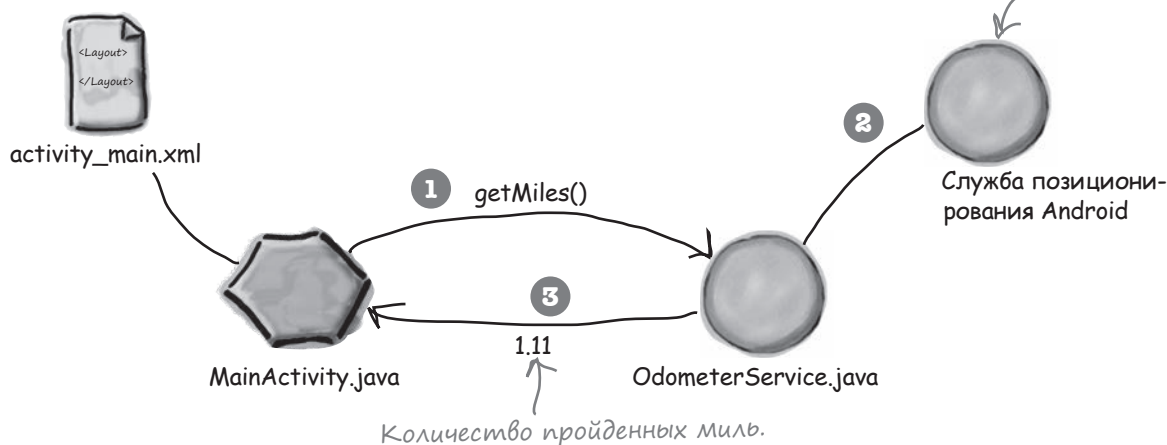 <Layout>
</Layout>
activity_main.xml
2
Служба позициони-
рования Android
1
getMiles()
3
1.11
MainActivity.java
OdometerService.java
Количество пройденных миль.